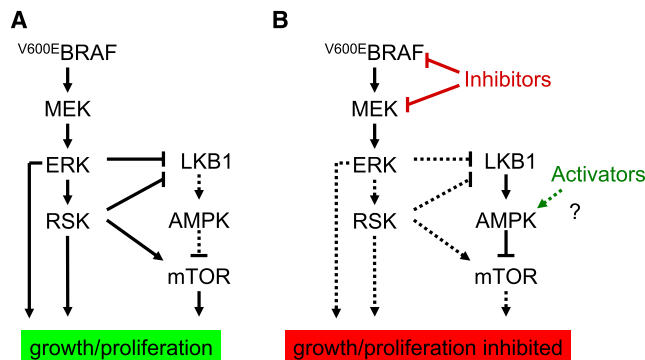 A
V600EBRAF
MEK
ERK
LKB1
RSK
AMPK
mTOR
growth/proliferation
B
V600EBRAF
Inhibitors
MEK
ERK
LKB1
Activators
RSK
AMPK
?
mTOR
growth/proliferation inhibited